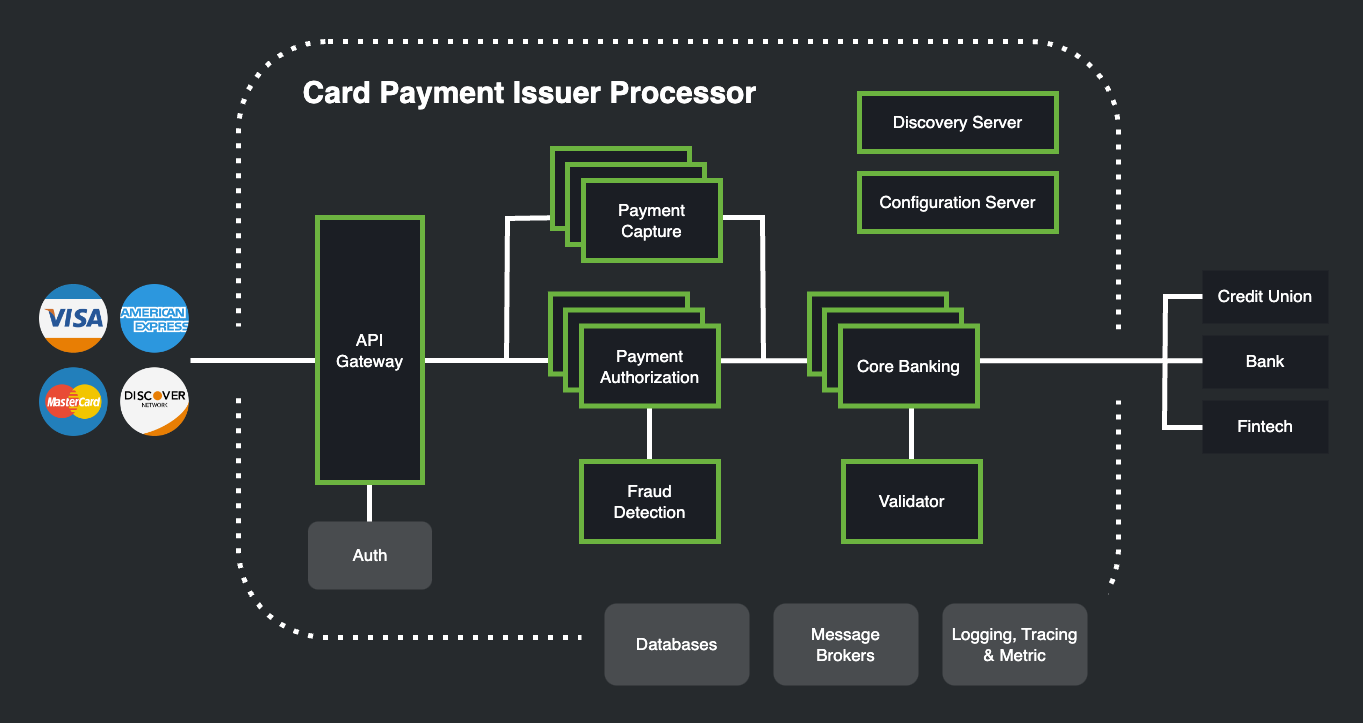 Card Payment Issuer Processor
Discovery Server
Configuration Server
Payment
Capture
VISA
AMERICAN
EXPRESS
MasterCard
DISCOVER
NETWORK
API
Gateway
Payment
Authorization
Core Banking
Credit Union
Bank
Fintech
Fraud
Detection
Validator
Auth
Databases
Message
Brokers
Logging, Tracing
& Metric